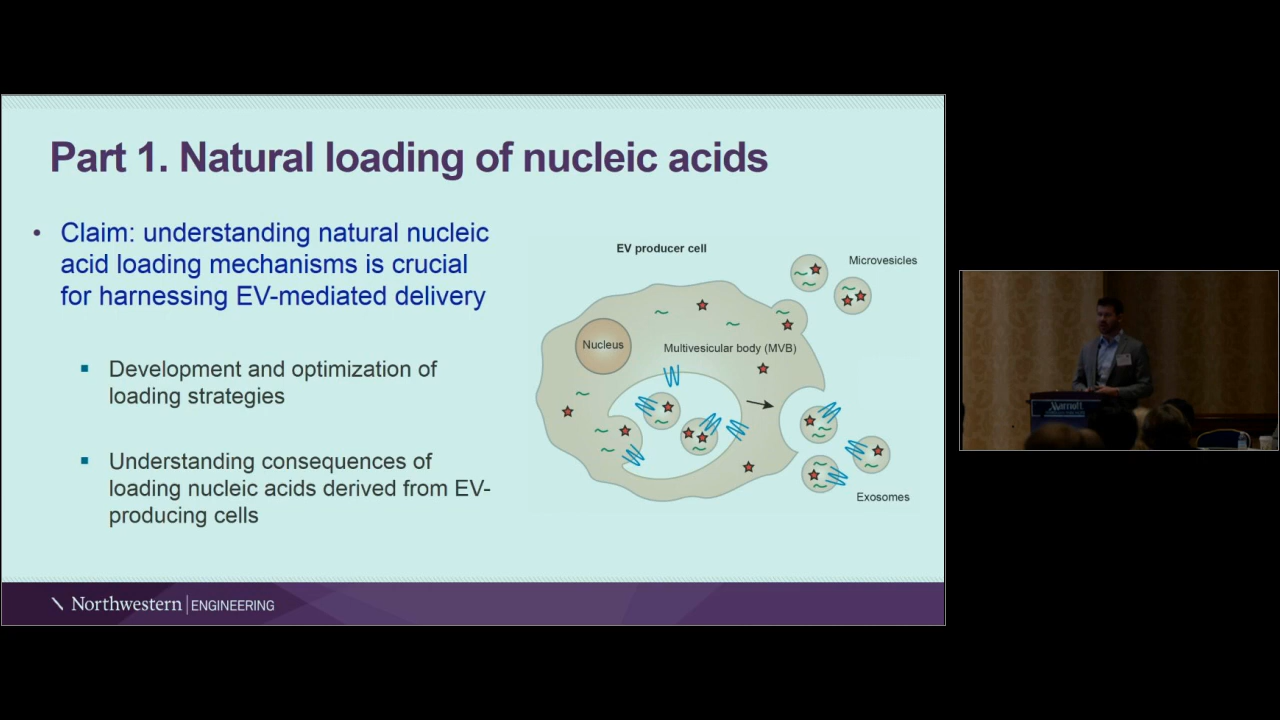 Part 1. Natural loading of nucleic acids
• Claim: understanding natural nucleic
acid loading mechanisms is crucial
for harnessing EV-mediated delivery
▪ Development and optimization of
loading strategies
▪ Understanding consequences of
loading nucleic acids derived from EV-
producing cells
EV producer cell
Microvesicles
Nucleus
Multivesicular body (MVB)
Exosomes
Northwestern | ENGINEERING
Marriott